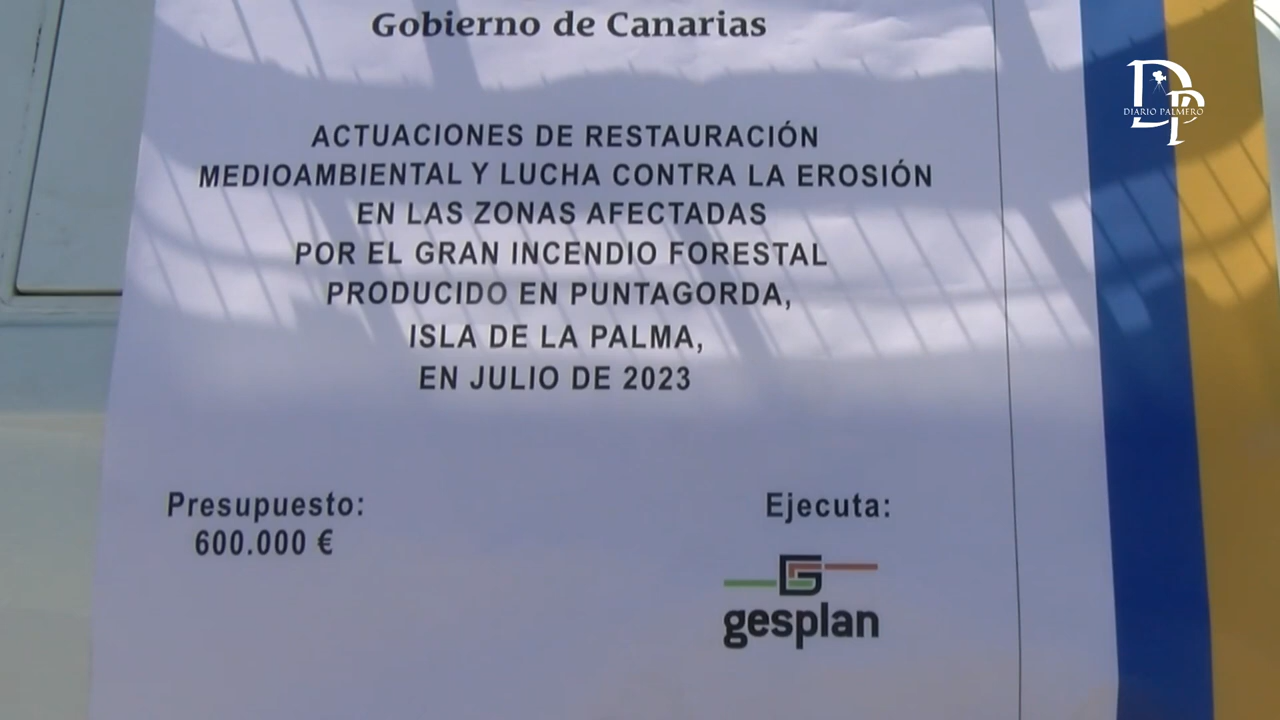 Gobierno de Canarias
DIARIO PALMERO
ACTUACIONES DE RESTAURACIÓN
MEDIOAMBIENTAL Y LUCHA CONTRA LA EROSIÓN
EN LAS ZONAS AFECTADAS
POR EL GRAN INCENDIO FORESTAL
PRODUCIDO EN PUNTAGORDA,
ISLA DE LA PALMA,
EN JULIO DE 2023
Presupuesto:
600.000 €
Ejecuta:
gesplan